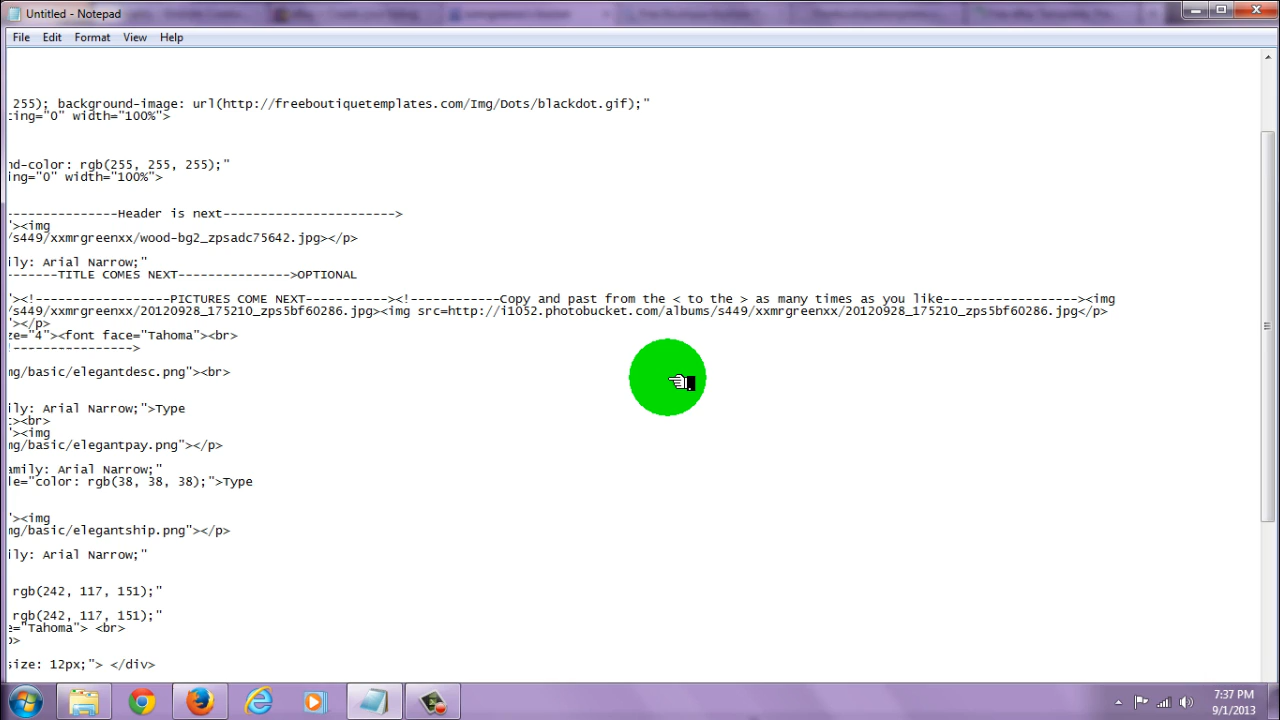 Untitled - Notepad
File Edit Format View Help
255); background-image: url(http://freeboutiquetemplates.com/Img/Dots/blackdot.gif);"
cing="0" width="100%">
nd-color: rgb(255, 255, 255);"
ing="0" width="100%">
---------------Header is next----------------------->
"><img
/s449/xxmrgreenxx/wood-bg2_zpsadc75642.jpg></p>
ily: Arial Narrow;"
-------TITLE COMES NEXT--------------->OPTIONAL
"><!------------------PICTURES COME NEXT-----------><!------------Copy and past from the < to the > as many times as you like------------------><img
/s449/xxmrgreenxx/20120928_175210_zps5bf60286.jpg><img src=http://i1052.photobucket.com/albums/s449/xxmrgreenxx/20120928_175210_zps5bf60286.jpg</p>
"></p>
ze="4"><font face="Tahoma"><br>
!--------------->
mg/basic/elegantdesc.png"><br>
ily: Arial Narrow;">Type
><br>
"><img
mg/basic/elegantpay.png"></p>
amily: Arial Narrow;"
le="color: rgb(38, 38, 38);">Type
"><img
mg/basic/elegantship.png"></p>
ily: Arial Narrow;"
rgb(242, 117, 151);"
rgb(242, 117, 151);"
e="Tahoma"> <br>
p>
size: 12px;"> </div>
7:37 PM
9/1/2013